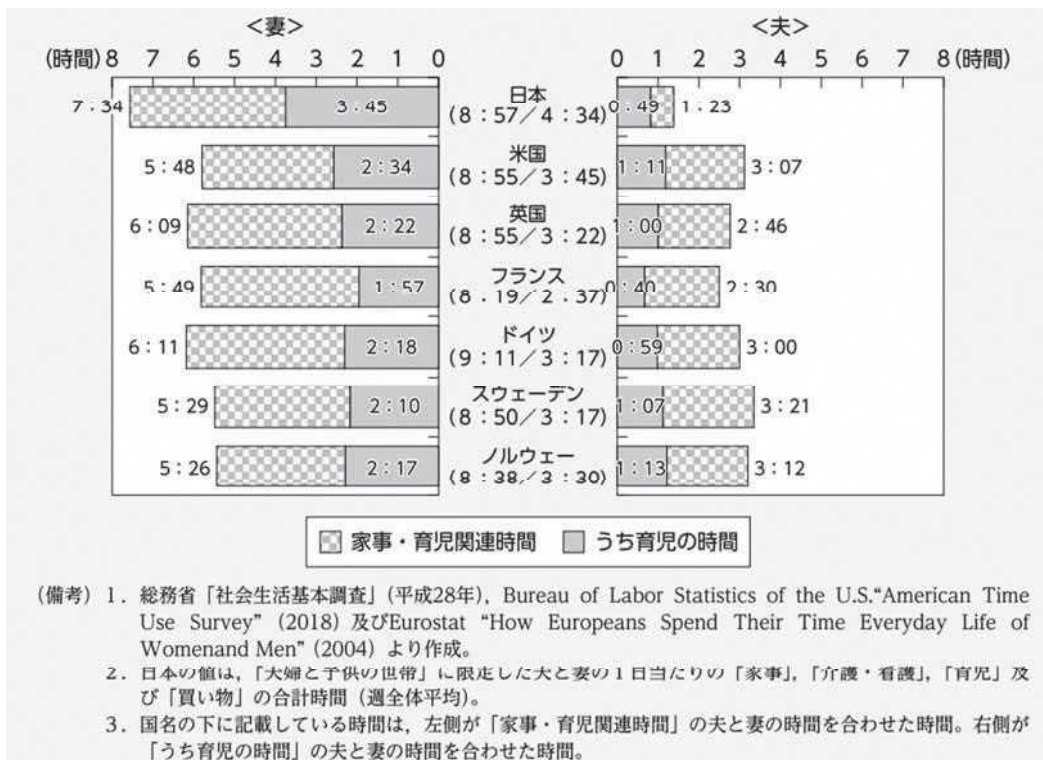 <妻> <夫>
(時間) 8 7 6 5 4 3 2 1 0 0 1 2 3 4 5 6 7 8 (時間)
7:34 3:45 日本 0:49 1:23
(8:57/4:34)
5:48 2:34 米国 1:11 3:07
(8:55/3:45)
6:09 2:22 英国 1:00 2:46
(8:55/3:22)
5:49 1:57 フランス 0:40 2:30
(8:19/2:37)
6:11 2:18 ドイツ 0:59 3:00
(9:11/3:17)
5:29 2:10 スウェーデン 1:07 3:21
(8:50/3:17)
5:26 2:17 ノルウェー 1:13 3:12
(8:38/3:30)
家事・育児関連時間 うち育児の時間
(備考) 1. 総務省「社会生活基本調査」(平成28年), Bureau of Labor Statistics of the U.S.“American Time
Use Survey” (2018) 及びEurostat “How Europeans Spend Their Time Everyday Life of
Womenand Men” (2004) より作成。
2. 日本の値は,「夫婦と子供の世帯」に限定した夫と妻の1日当たりの「家事」,「介護・看護」,「育児」及
び「買い物」の合計時間 (週全体平均)。
3. 国名の下に記載している時間は, 左側が「家事・育児関連時間」の夫と妻の時間を合わせた時間。右側が
「うち育児の時間」の夫と妻の時間を合わせた時間。